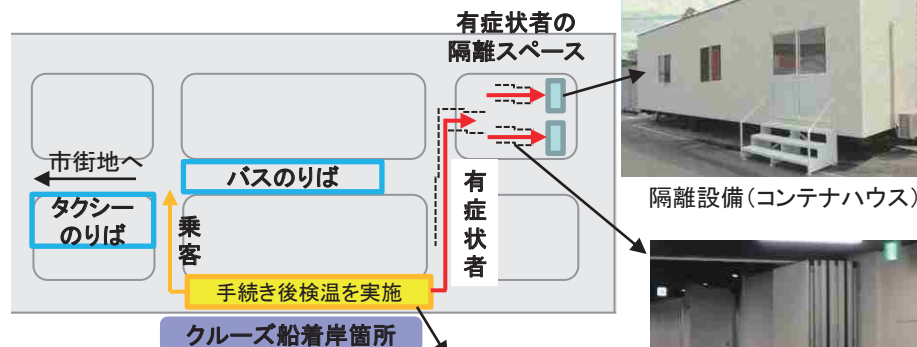 有症状者の
隔離スペース
市街地へ
バスのりば
タクシー
のりば
乗客
有症状者
隔離設備(コンテナハウス)
手続き後検温を実施
クルーズ船着岸箇所